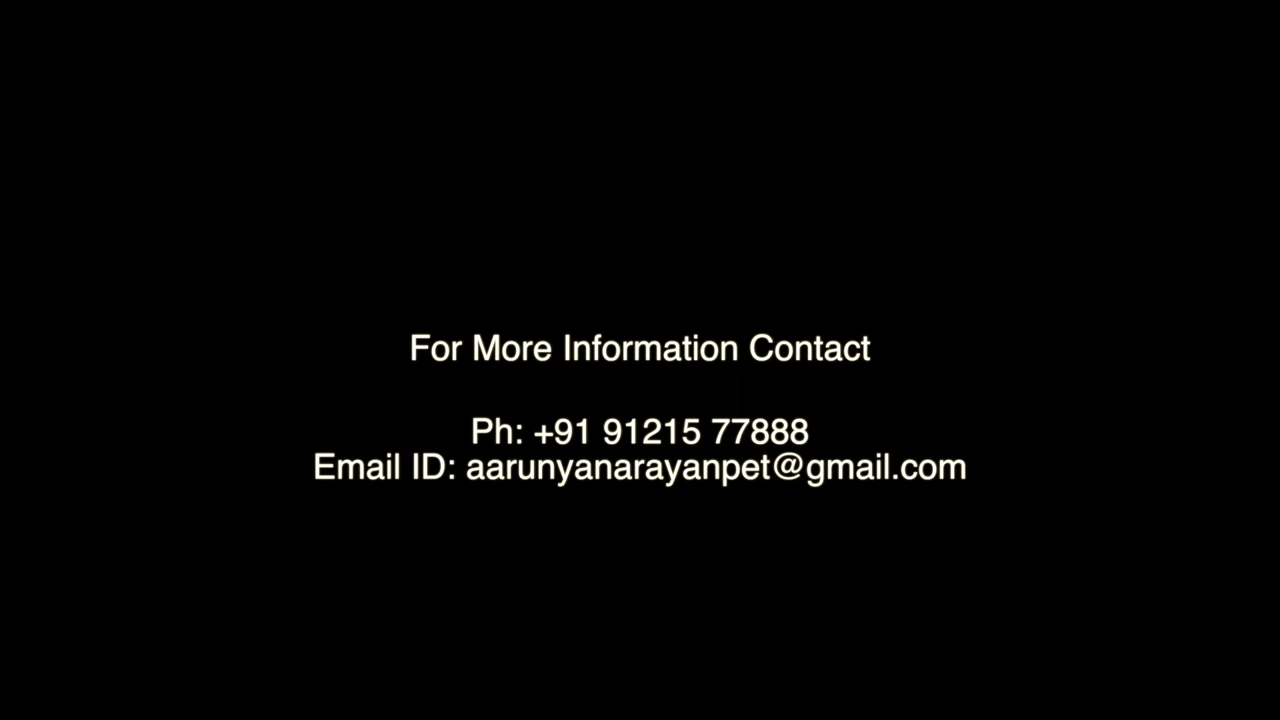 For More Information Contact
Ph: +91 91215 77888
Email ID: aarunyanarayanpet@gmail.com